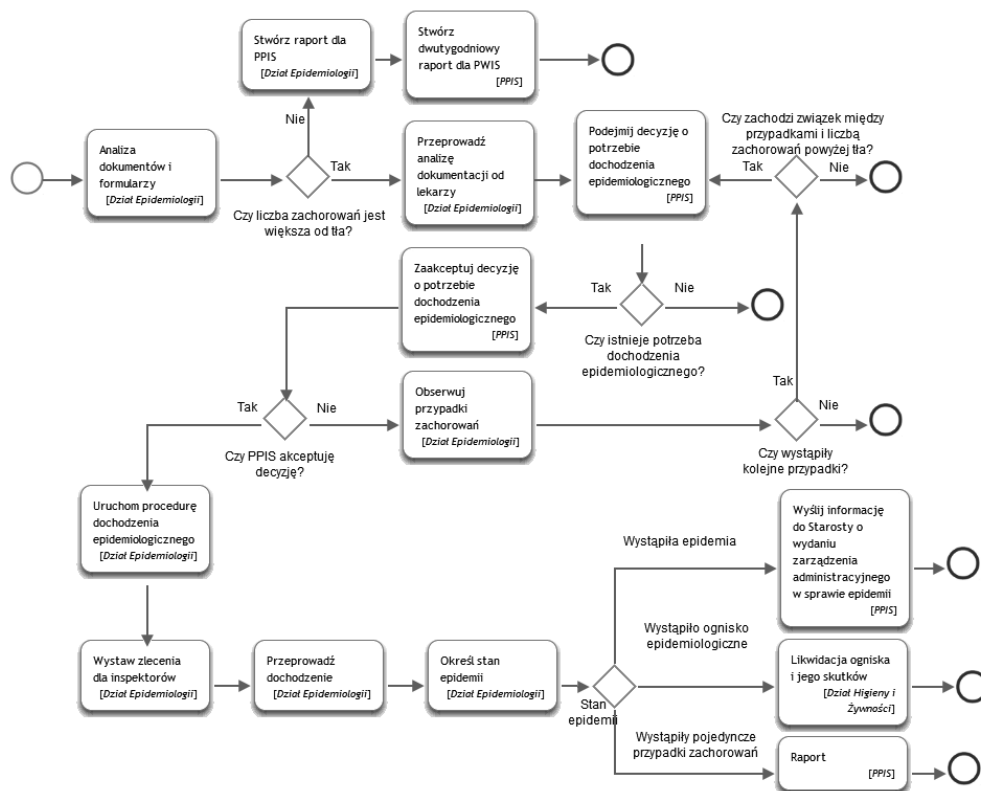 Stwórz raport dla
PPIS
[Dział Epidemiologii]
Stwórz
dwutygodniowy
raport dla PWIS
[PPIS]
Nie
Analiza
dokumentów i
formularzy
[Dział Epidemiologii]
Tak
Czy liczba zachorowań jest
większa od tła?
Przeprowadź
analizę
dokumentacji od
lekarzy
[Dział Epidemiologii]
Podejmij decyzję o
potrzebie
dochodzenia
epidemiologicznego
[PPIS]
Czy zachodzi związek między
przypadkami i liczbą
zachorowań powyżej tła?
Tak
Nie
Zaakceptuj decyzję
o potrzebie
dochodzenia
epidemiologicznego
[PPIS]
Tak
Nie
Czy istnieje potrzeba
dochodzenia
epidemiologicznego?
Tak
Nie
Czy PPIS akceptuję
decyzję?
Obserwuj
przypadki
zachorowań
[Dział Epidemiologii]
Tak
Nie
Czy wystąpiły
kolejne przypadki?
Uruchom procedurę
dochodzenia
epidemiologicznego
[Dział Epidemiologii]
Wystąpiła epidemia
Wyślij informację
do Starosty o
wydaniu
zarządzenia
administracyjnego
w sprawie epidemii
[PPIS]
Wystaw zlecenia
dla inspektorów
[Dział Epidemiologii]
Przeprowadź
dochodzenie
[Dział Epidemiologii]
Określ stan
epidemii
[Dział Epidemiologii]
Stan
epidemii
Wystąpiło ognisko
epidemiologiczne
Likwidacja ogniska
i jego skutków
[Dział Higieny i
Żywności]
Wystąpiły pojedyncze
przypadki zachorowań
Raport
[PPIS]